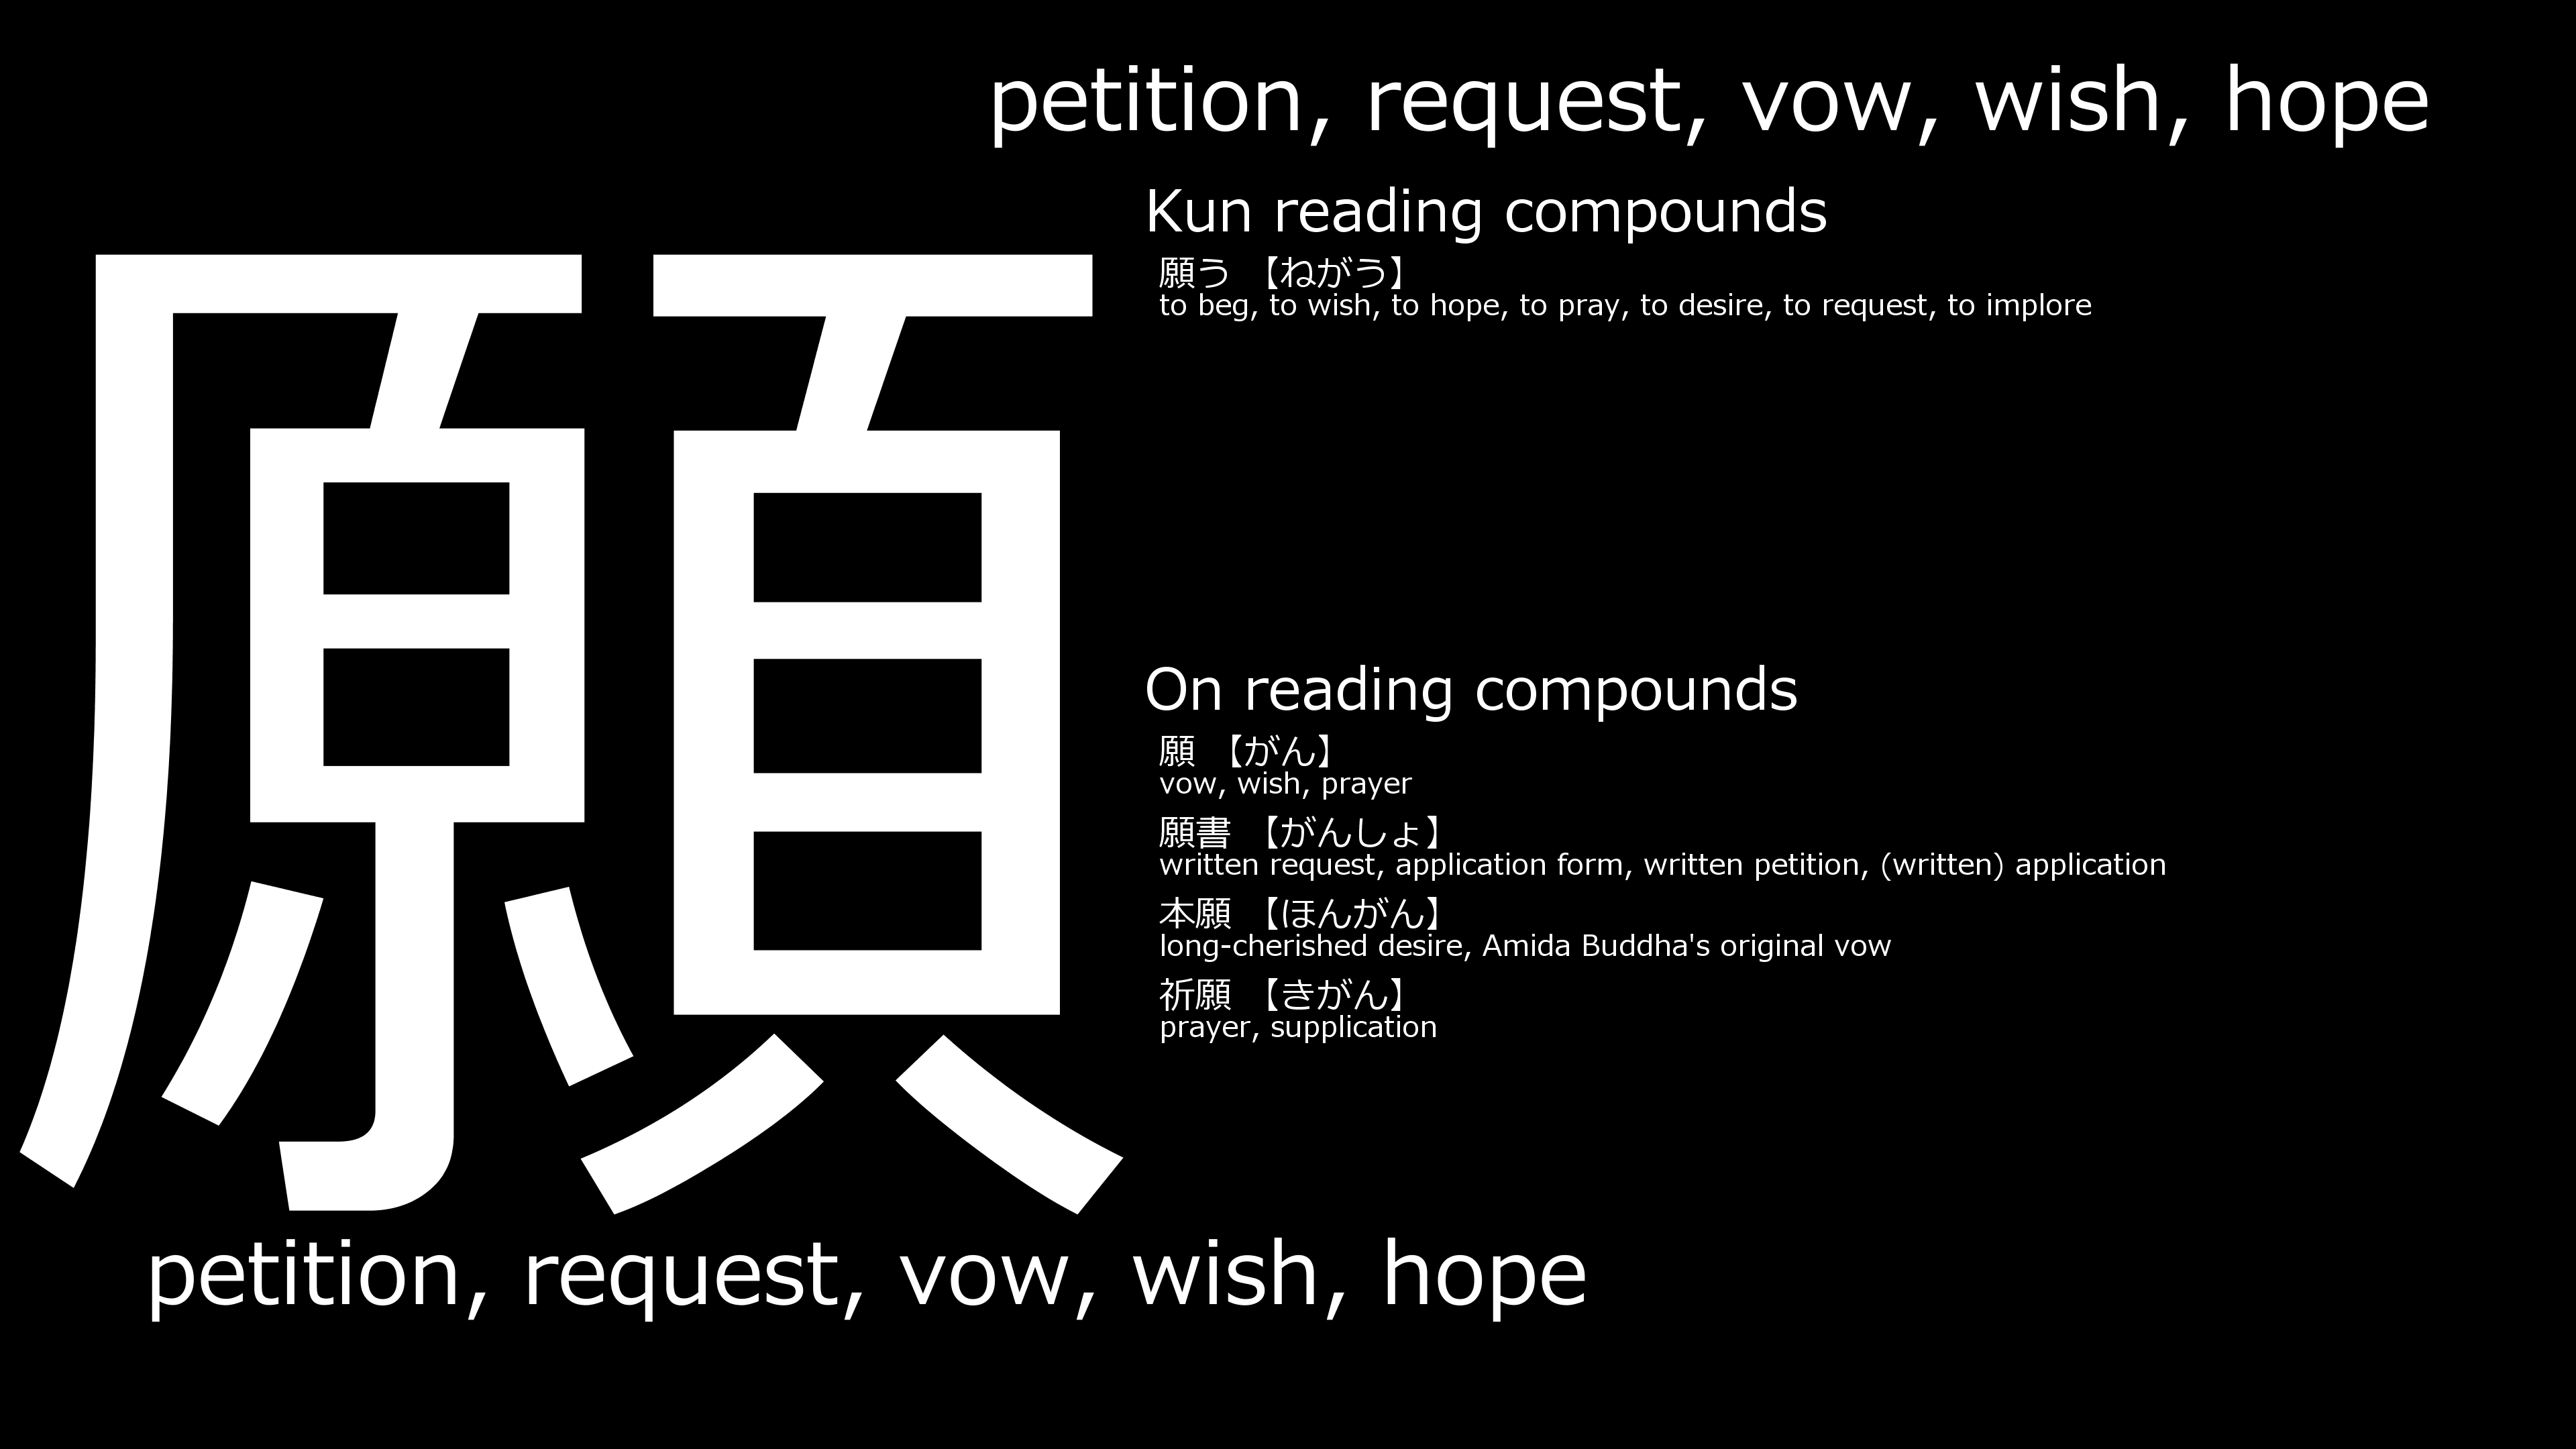 petition, request, vow, wish, hope
願
Kun reading compounds
願う 【ねがう】
to beg, to wish, to hope, to pray, to desire, to request, to implore
On reading compounds
願 【がん】
vow, wish, prayer
願書 【がんしょ】
written request, application form, written petition, (written) application
本願 【ほんがん】
long-cherished desire, Amida Buddha's original vow
祈願 【きがん】
prayer, supplication
petition, request, vow, wish, hope